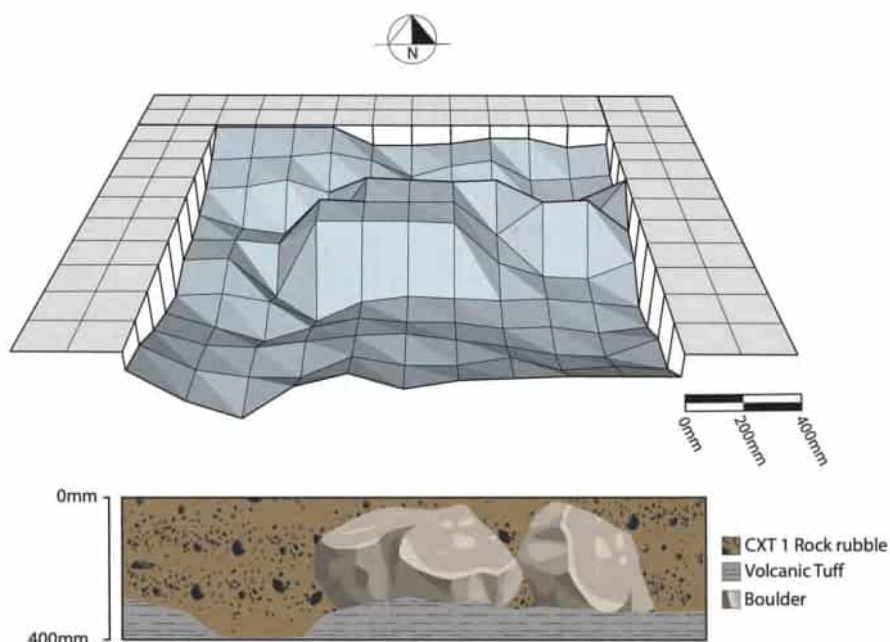 N
0mm
200mm
400mm
0mm
400mm
CXT 1 Rock rubble
Volcanic Tuff
Boulder